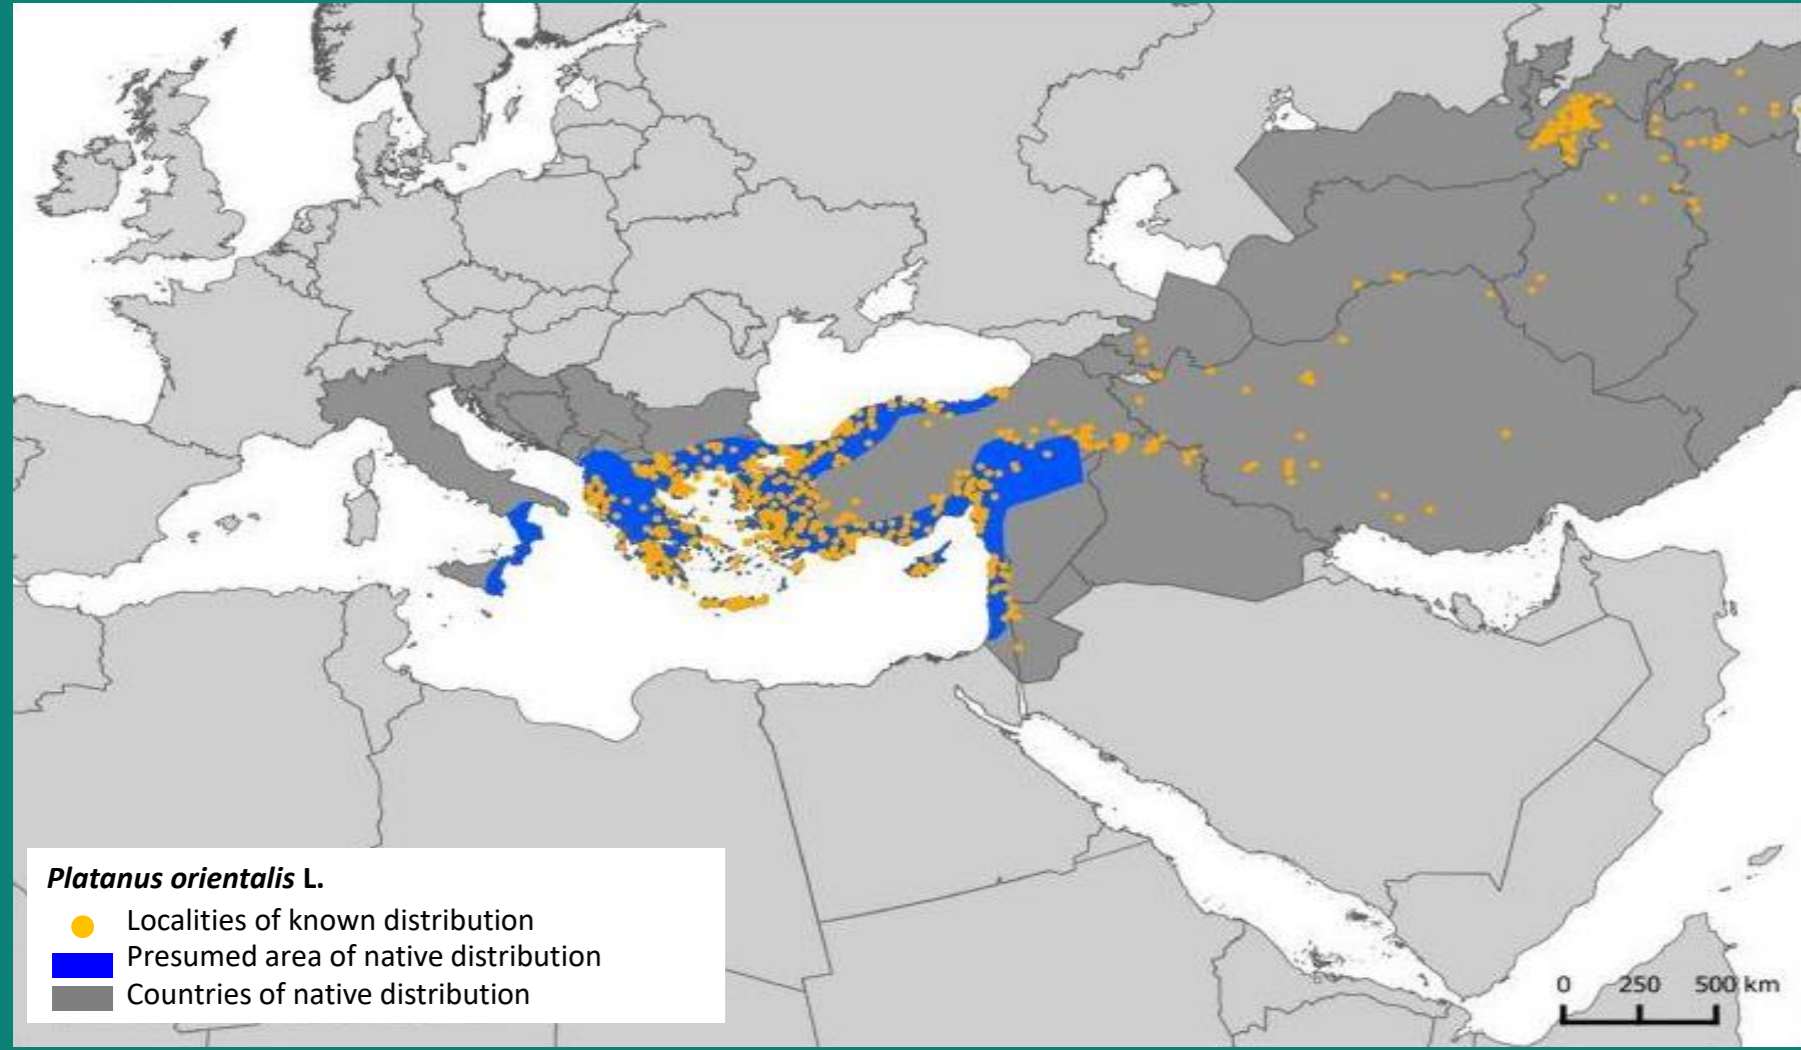 Platanus orientalis L.
Localities of known distribution
Presumed area of native distribution
Countries of native distribution
0 250 500 km